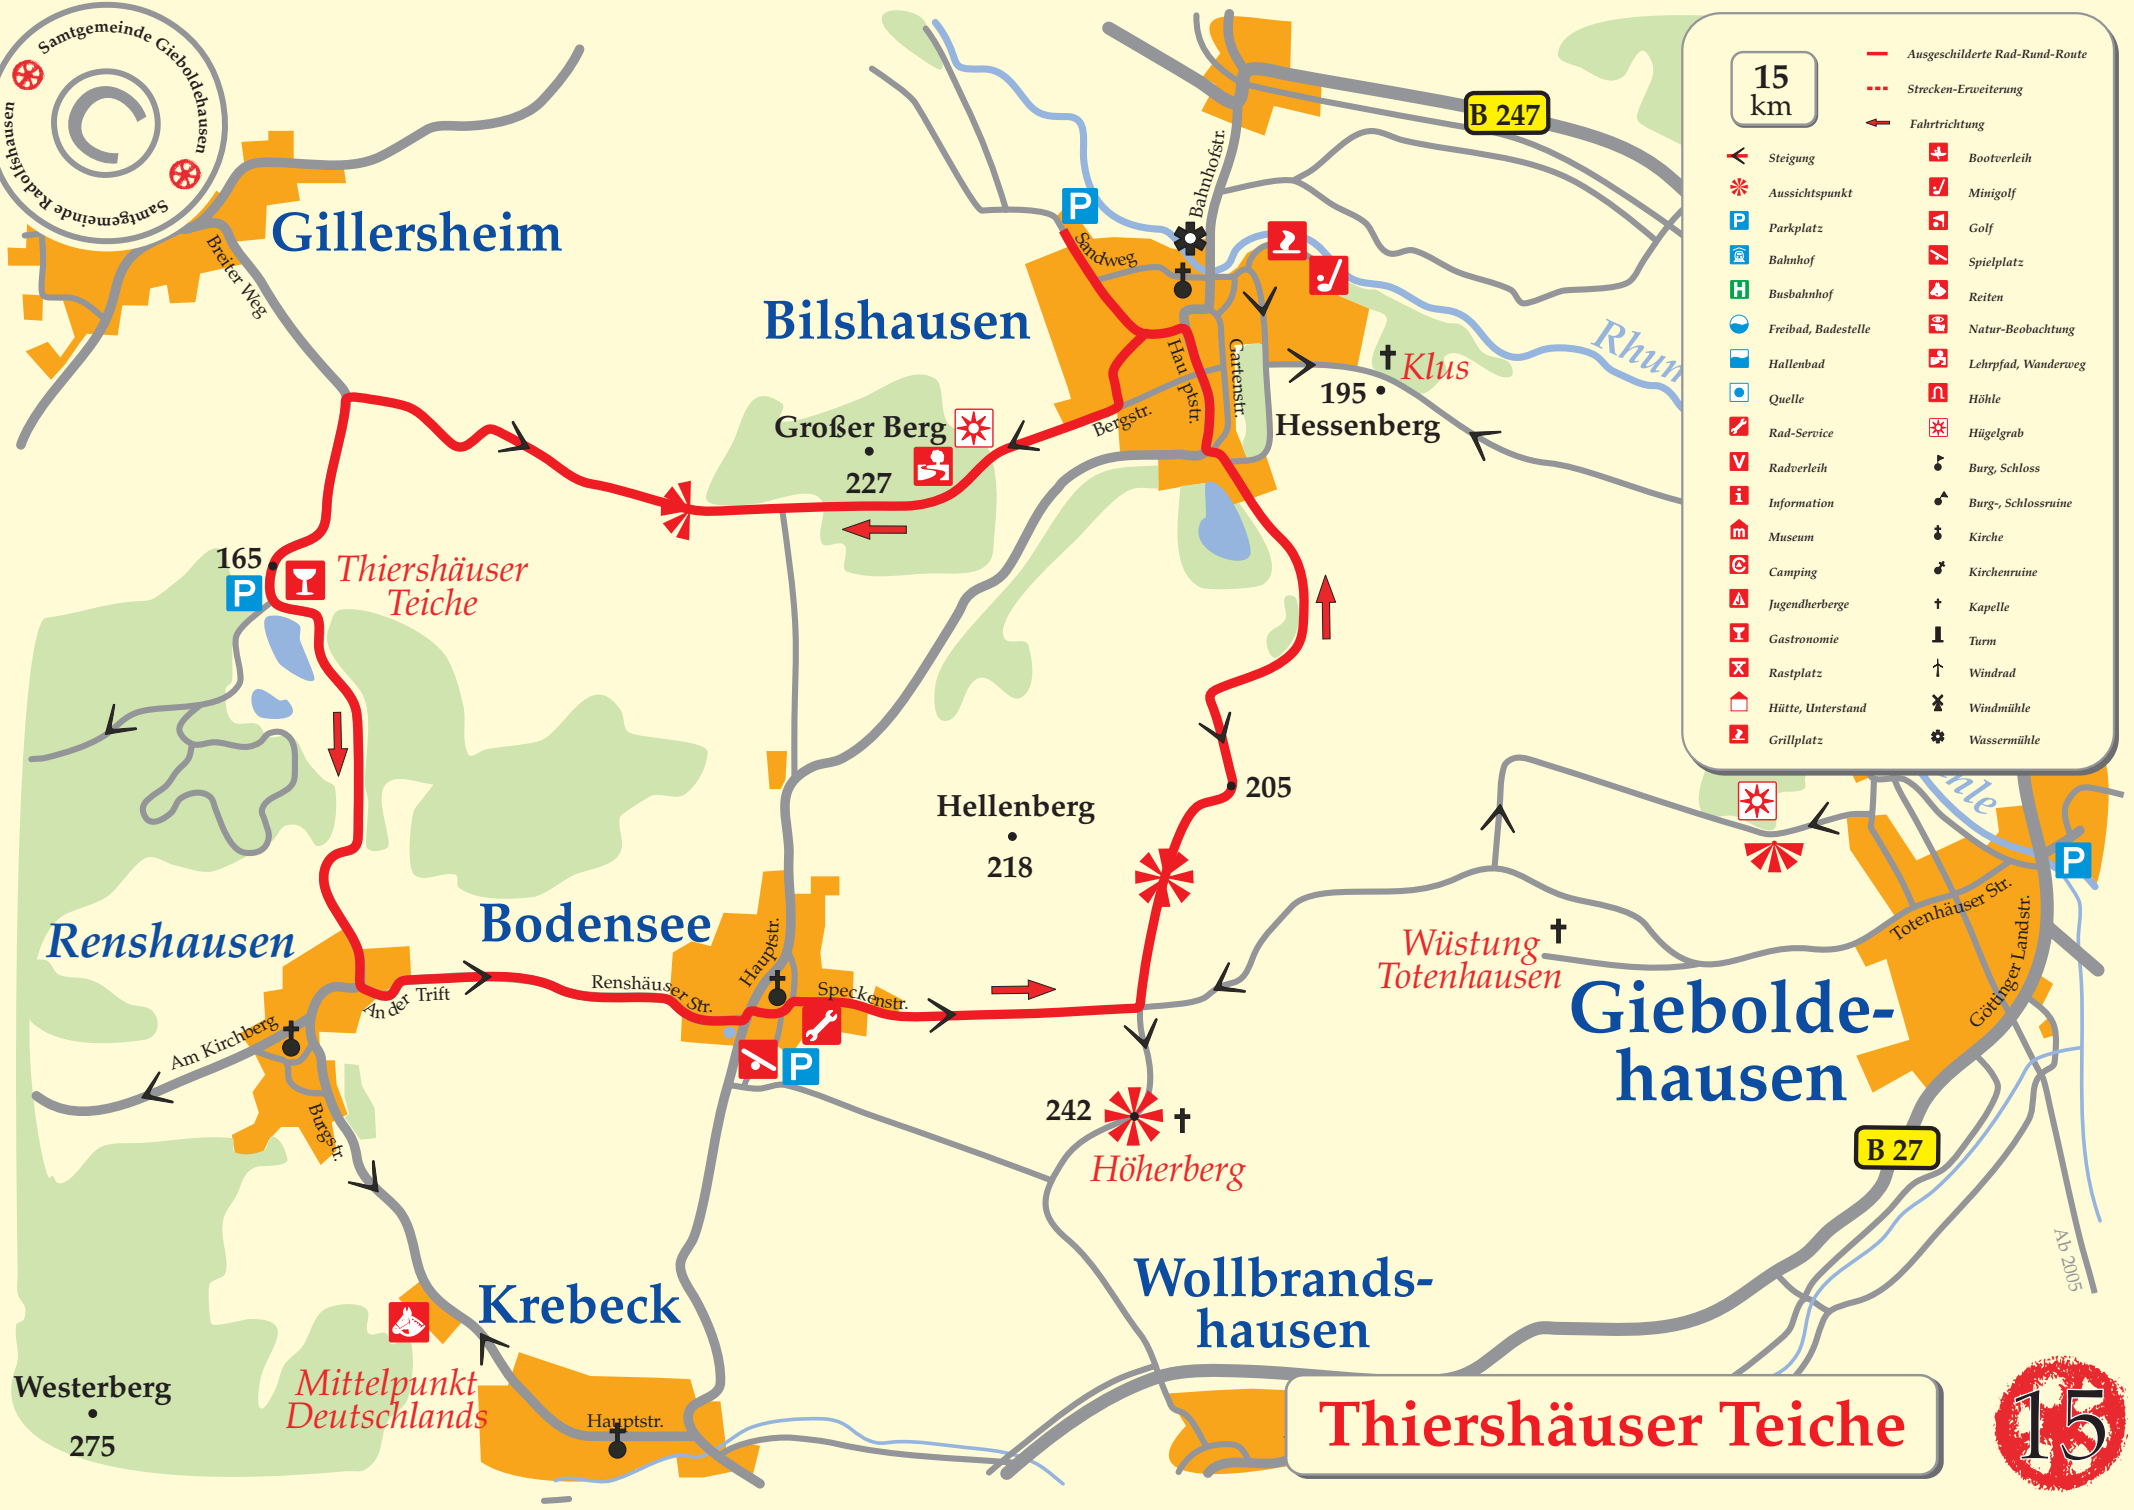 Samtgemeinde Gieboldehausen
Samtgemeinde Radolfshausen
Gillersheim
Breiter Weg
Bilshausen
Sandweg
Bahnhofstr.
Hauptstr.
Gartenstr.
Bergstr.
B 247
P
Klus
195
Hessenberg
Rhum
Großer Berg
227
165
P
Thiershäuser
Teiche
Hellenberg
218
205
Renshausen
An der Trift
Am Kirchberg
Burgstr.
Bodensee
Hauptstr.
Renshäuser Str.
Speckenstr.
P
242
Höherberg
Wüstung
Totenhausen
Giebolde-
hausen
Totenhäuser Str.
Göttinger Landstr.
P
B 27
Ab 2005
Krebeck
Hauptstr.
Mittelpunkt
Deutschlands
Westerberg
275
Wollbrands-
hausen
Thiershäuser Teiche
15
15
km
Ausgeschilderte Rad-Rund-Route
Strecken-Erweiterung
Fahrtrichtung
Steigung
Aussichtspunkt
P Parkplatz
Bahnhof
H Busbahnhof
Freibad, Badestelle
Hallenbad
Quelle
Rad-Service
V Radverleih
i Information
m Museum
C Camping
Jugendherberge
Gastronomie
Rastplatz
Hütte, Unterstand
Grillplatz
Bootverleih
Minigolf
Golf
Spielplatz
Reiten
Natur-Beobachtung
Lehrpfad, Wanderweg
Höhle
Hügelgrab
Burg, Schloss
Burg-, Schlossruine
Kirche
Kirchenruine
Kapelle
Turm
Windrad
Windmühle
Wassermühle